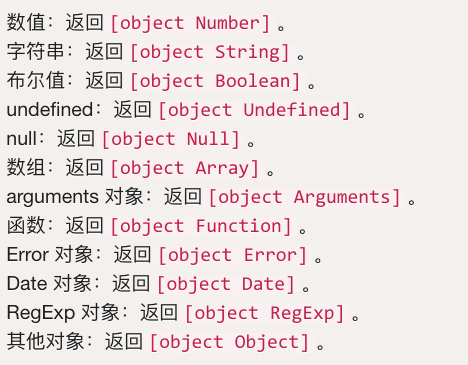 数值：返回 [object Number] 。
字符串：返回 [object String] 。
布尔值：返回 [object Boolean] 。
undefined：返回 [object Undefined] 。
null：返回 [object Null] 。
数组：返回 [object Array] 。
arguments 对象：返回 [object Arguments] 。
函数：返回 [object Function] 。
Error 对象：返回 [object Error] 。
Date 对象：返回 [object Date] 。
RegExp 对象：返回 [object RegExp] 。
其他对象：返回 [object Object] 。